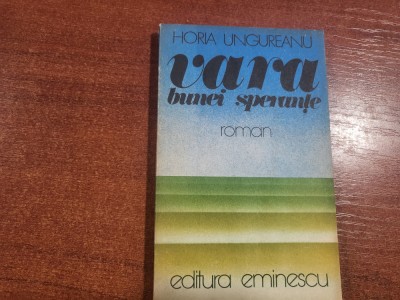 HORIA UNGUREANU
vara
bunei speranțe
roman
editura eminescu